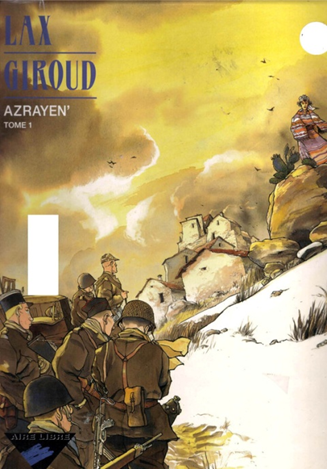 LAX
GIROUD
AZRAYEN'
TOME 1
AIRE LIBRE